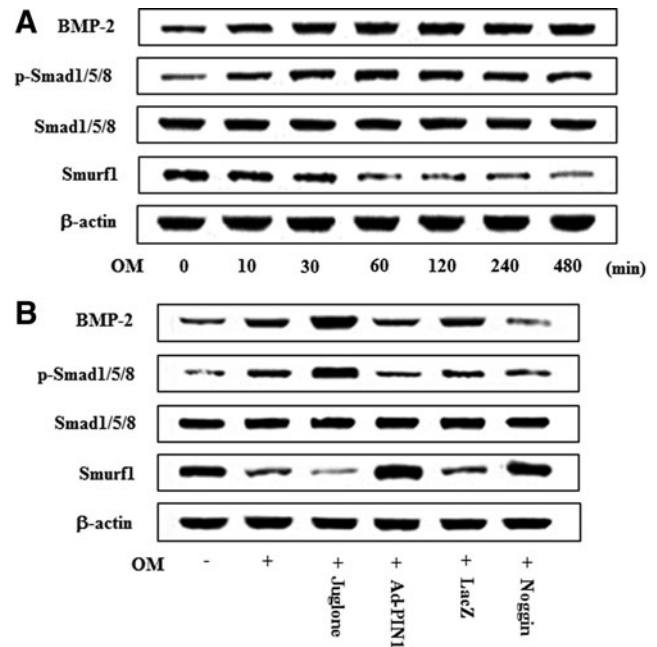 A
BMP-2
p-Smad1/5/8
Smad1/5/8
Smurf1
β-actin
OM 0 10 30 60 120 240 480 (min)
B
BMP-2
p-Smad1/5/8
Smad1/5/8
Smurf1
β-actin
OM - + + + + +
Juglone
Ad-PIN1
LacZ
Noggin